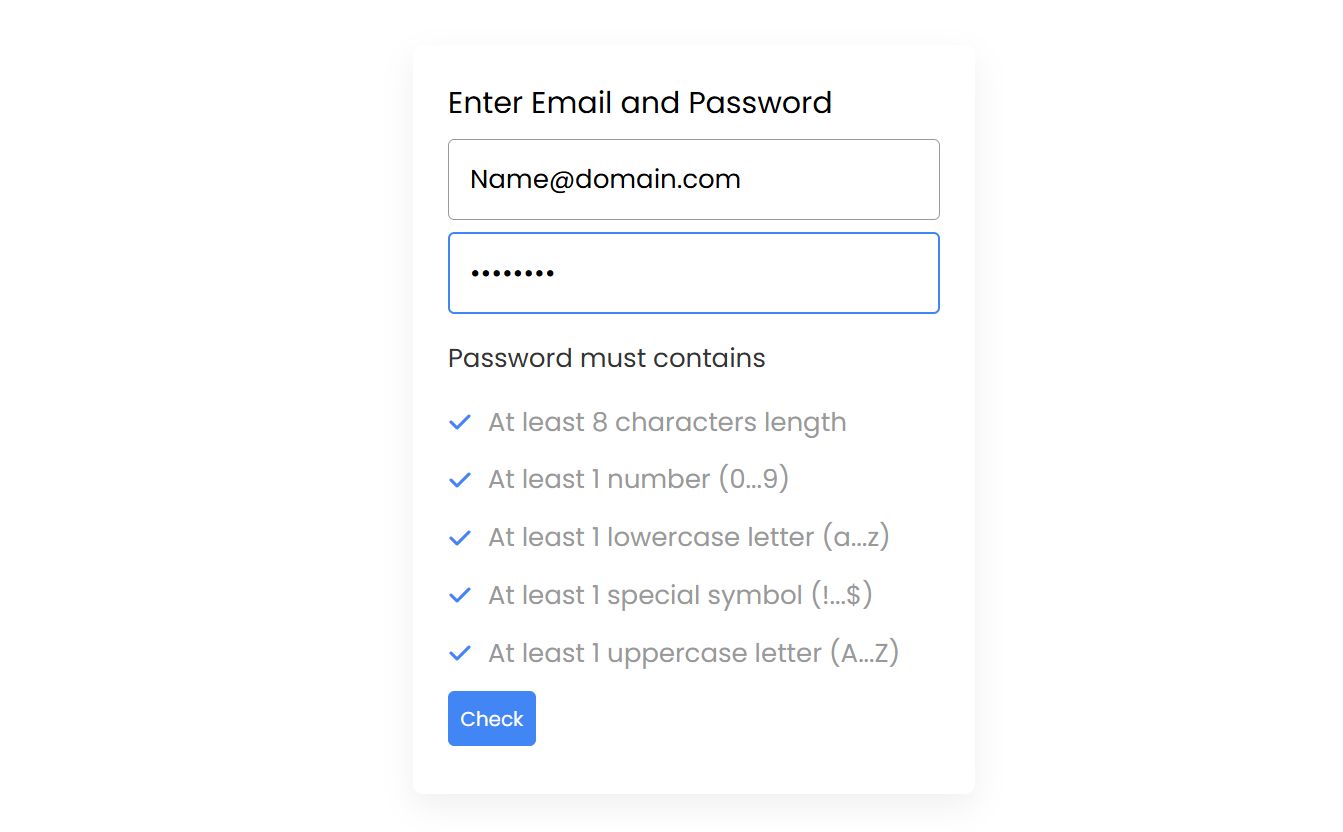 Enter Email and Password
Name@domain.com
••••••••
Password must contains
At least 8 characters length
At least 1 number (0...9)
At least 1 lowercase letter (a...z)
At least 1 special symbol (!...$)
At least 1 uppercase letter (A...Z)
Check